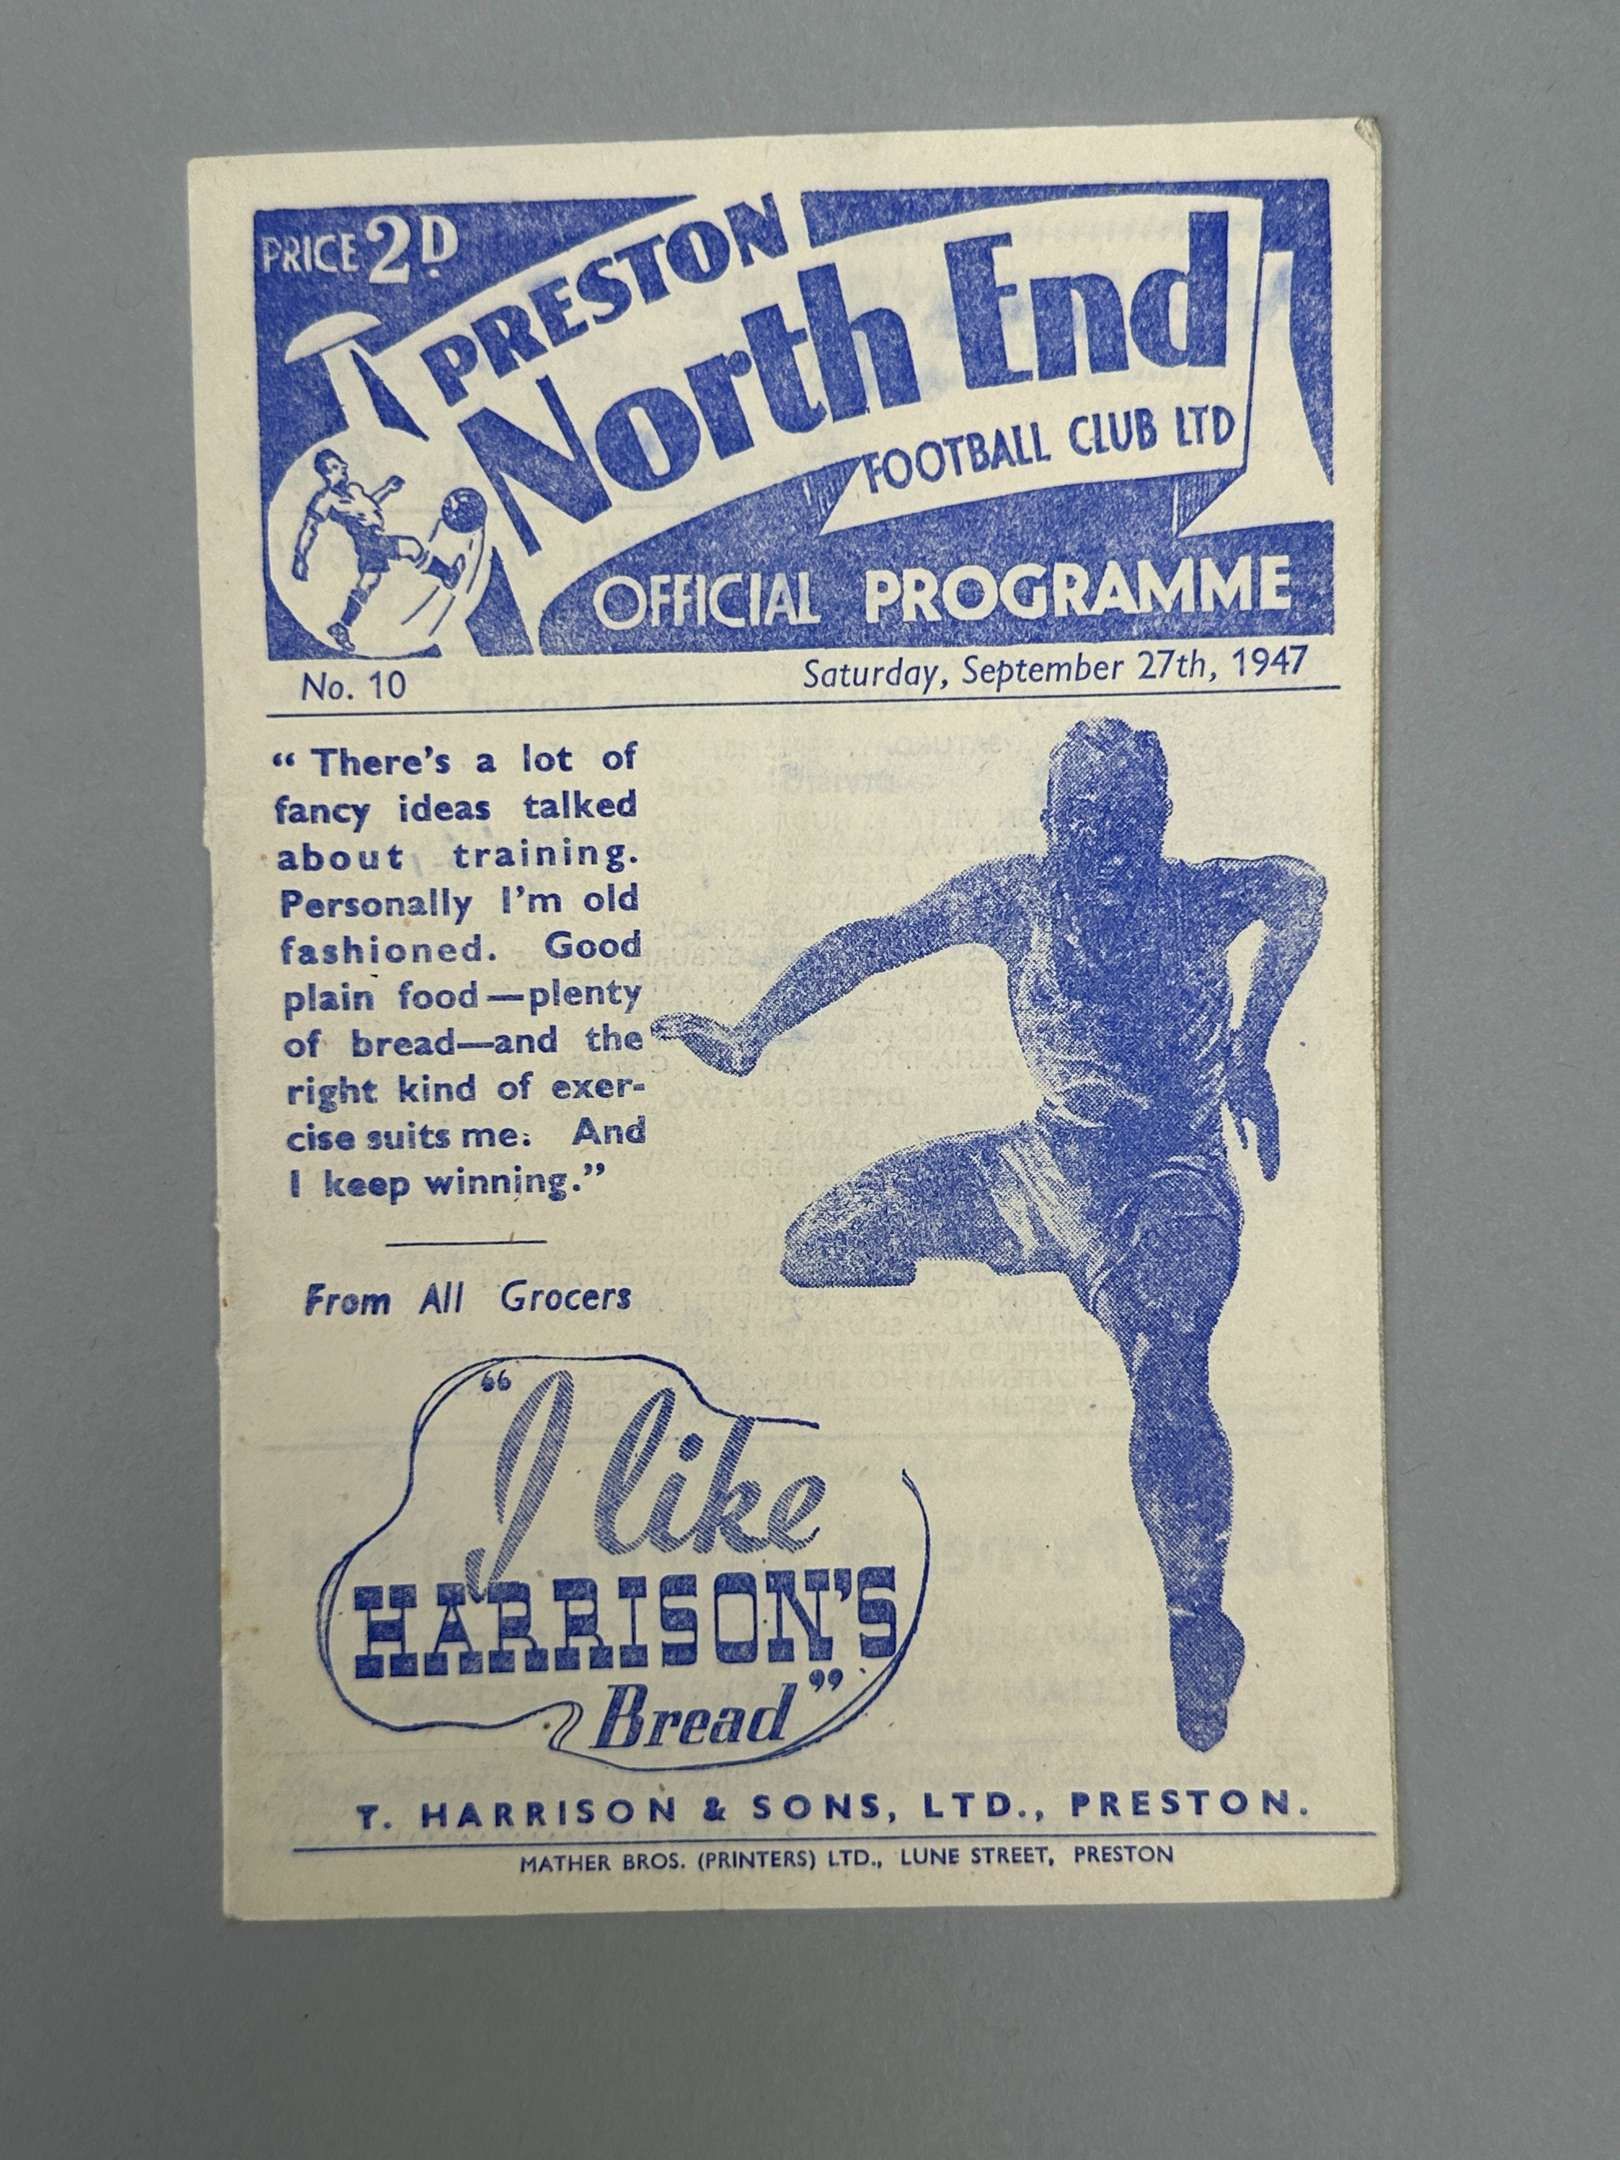 PRICE 2D
PRESTON
North End
FOOTBALL CLUB LTD
OFFICIAL PROGRAMME
No. 10
Saturday, September 27th, 1947
“ There’s a lot of
fancy ideas talked
about training.
Personally I’m old
fashioned. Good
plain food—plenty
of bread—and the
right kind of exer-
cise suits me. And
I keep winning.”
From All Grocers
“I like
HARRISON’S
Bread”
T. HARRISON & SONS, LTD., PRESTON.
MATHER BROS. (PRINTERS) LTD., LUNE STREET, PRESTON